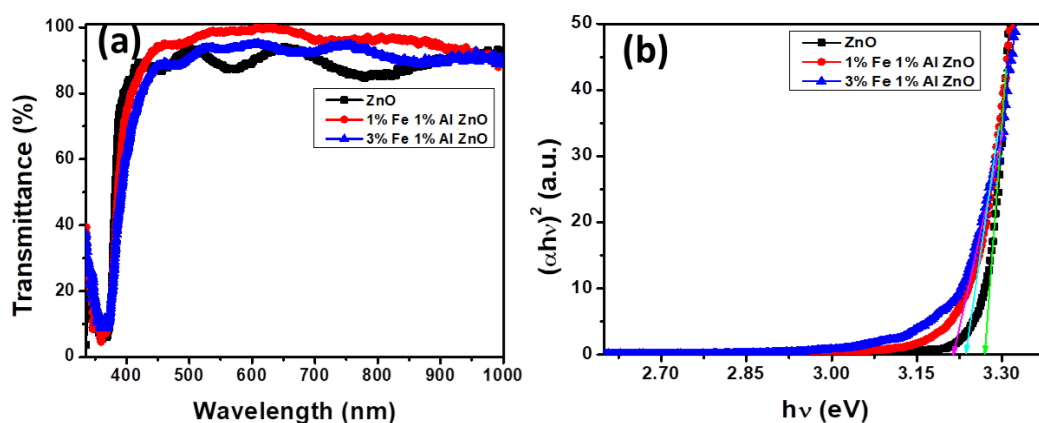 (a)
100
80
60
40
20
0
Transmittance (%)
ZnO
1% Fe 1% Al ZnO
3% Fe 1% Al ZnO
400 500 600 700 800 900 1000
Wavelength (nm)
(b)
50
40
30
20
10
0
(αhν)² (a.u.)
ZnO
1% Fe 1% Al ZnO
3% Fe 1% Al ZnO
2.70 2.85 3.00 3.15 3.30
hν (eV)